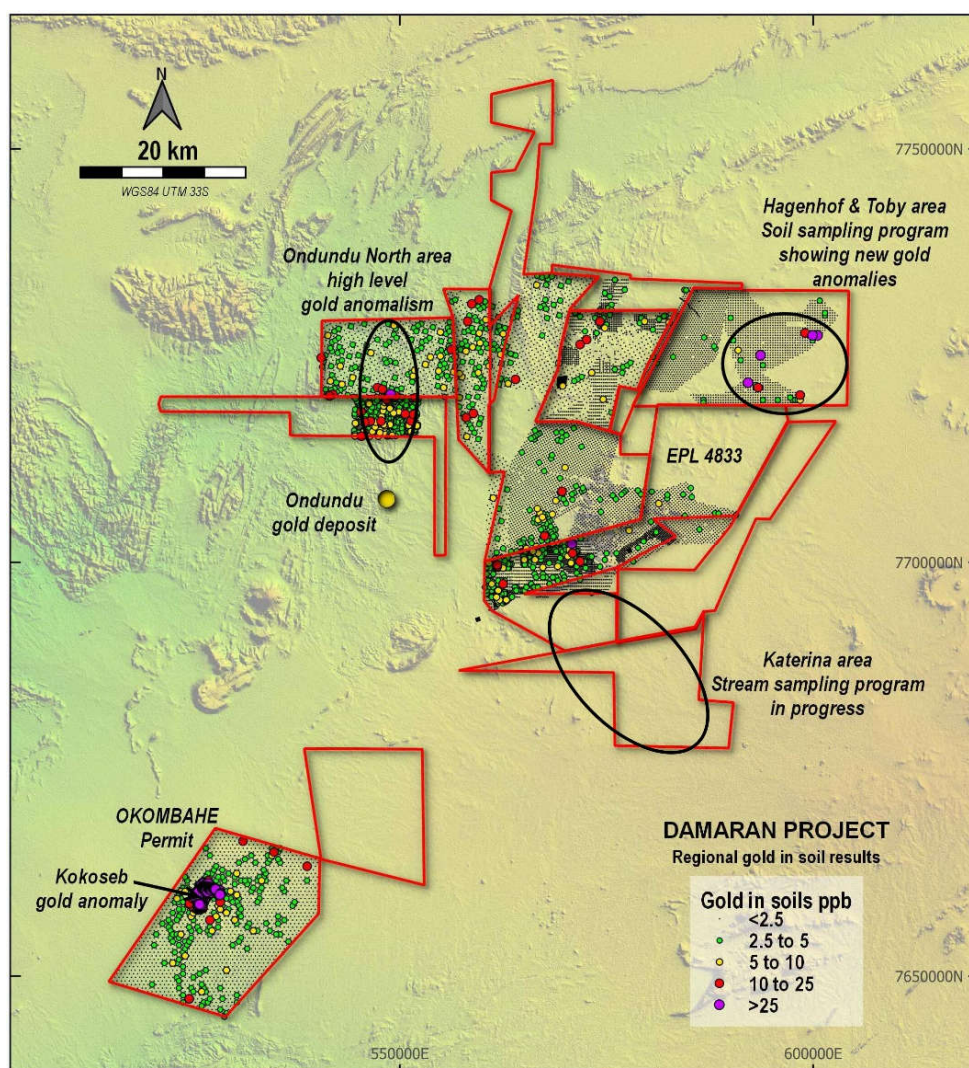 N
20 km
WGS84 UTM 33S
7750000N
Hagenhof & Toby area
Soil sampling program
showing new gold
anomalies
Ondundu North area
high level
gold anomalism
EPL 4833
Ondundu
gold deposit
7700000N
Katerina area
Stream sampling program
in progress
OKOMBAHE
Permit
Kokoseb
gold anomaly
DAMARAN PROJECT
Regional gold in soil results
Gold in soils ppb
<2.5
2.5 to 5
5 to 10
10 to 25
>25
7650000N
550000E
600000E